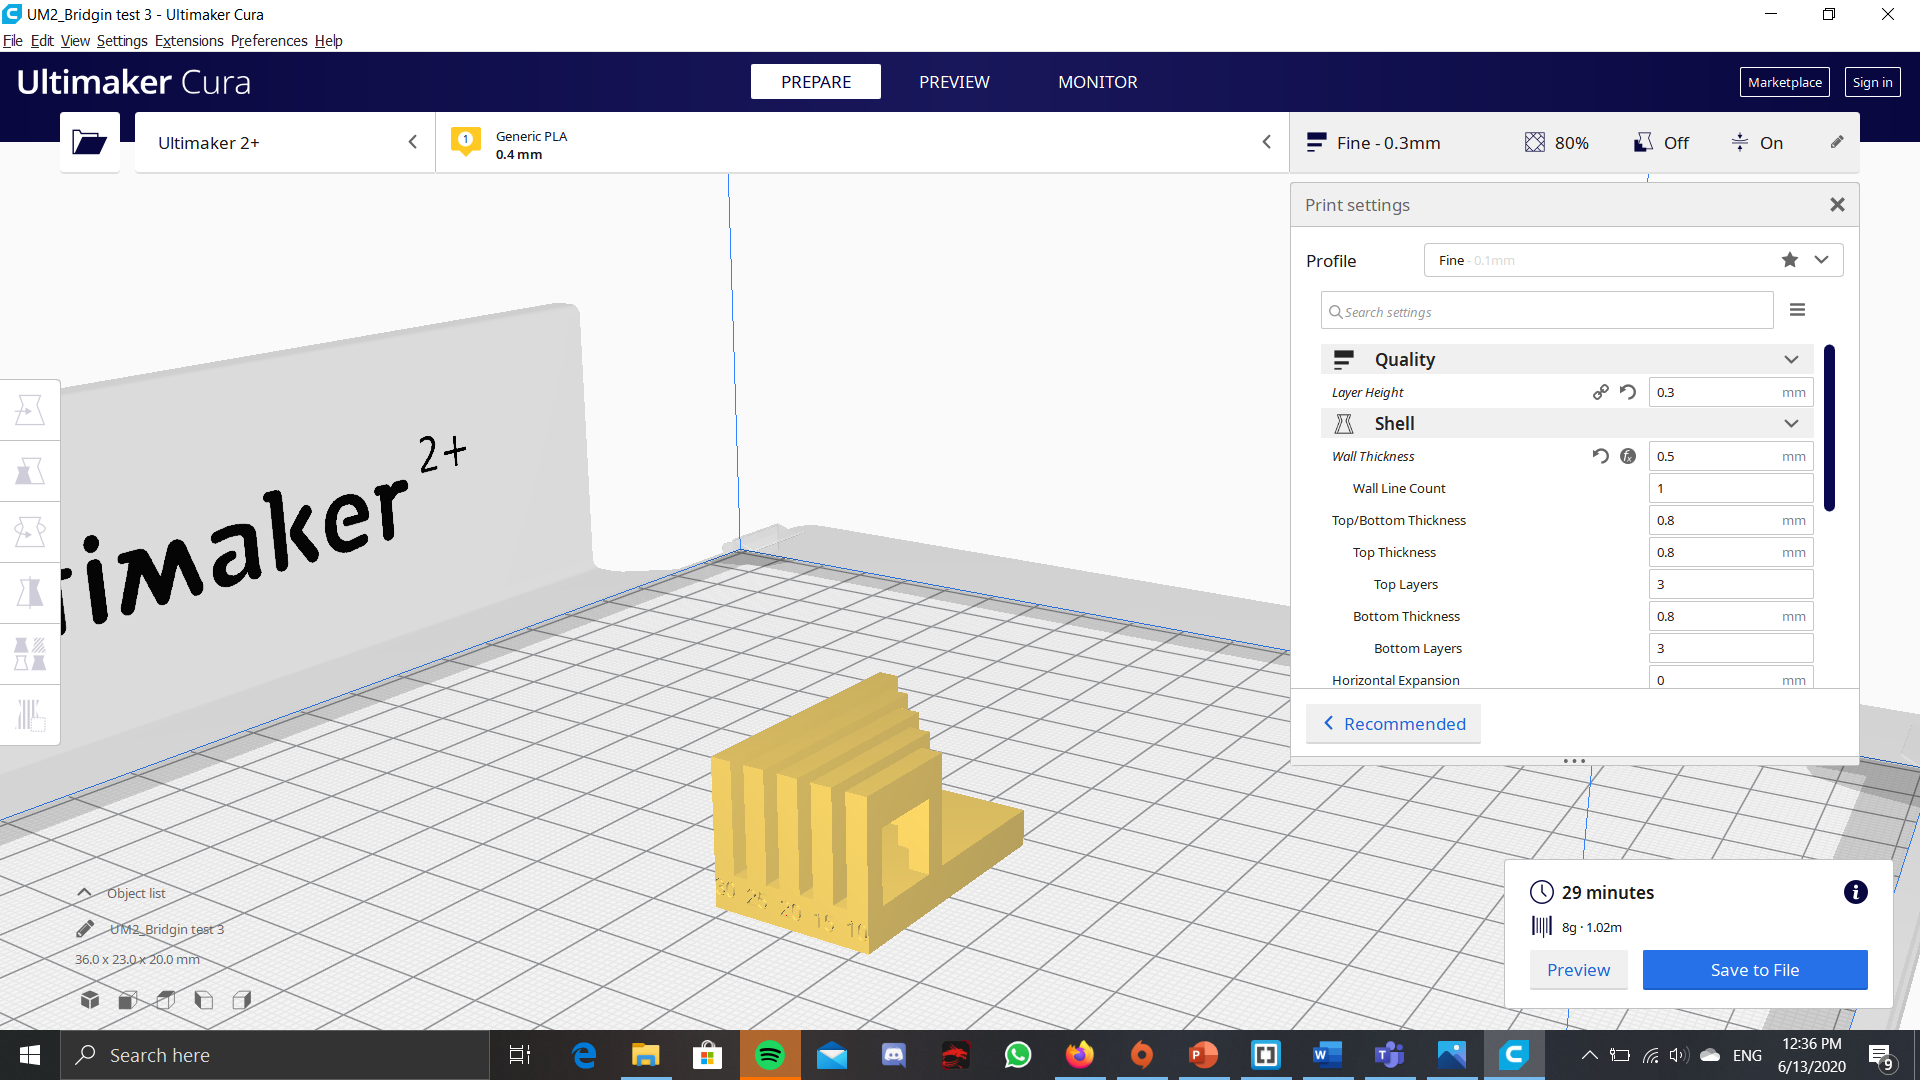 UM2_Bridgin test 3 - Ultimaker Cura
File Edit View Settings Extensions Preferences Help
Ultimaker Cura
PREPARE
PREVIEW
MONITOR
Marketplace
Sign in
Ultimaker 2+
1
Generic PLA
0.4 mm
Fine - 0.3mm
80%
Off
On
Print settings
Profile
Fine - 0.1mm
Search settings
Quality
Layer Height 0.3 mm
Shell
Wall Thickness fx 0.5 mm
Wall Line Count 1
Top/Bottom Thickness 0.8 mm
Top Thickness 0.8 mm
Top Layers 3
Bottom Thickness 0.8 mm
Bottom Layers 3
Horizontal Expansion 0 mm
Recommended
timaker 2+
30 25 20 15 10
Object list
UM2_Bridgin test 3
36.0 x 23.0 x 20.0 mm
29 minutes
8g · 1.02m
Preview
Save to File
Search here
ENG
12:36 PM
6/13/2020
9